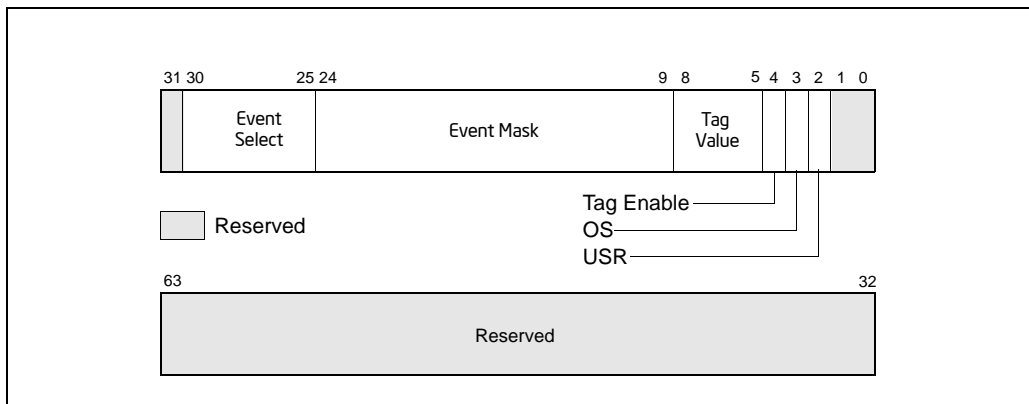 31 30 25 24 9 8 5 4 3 2 1 0
Event
Select
Event Mask
Tag
Value
Tag Enable
OS
USR
Reserved
63 32
Reserved